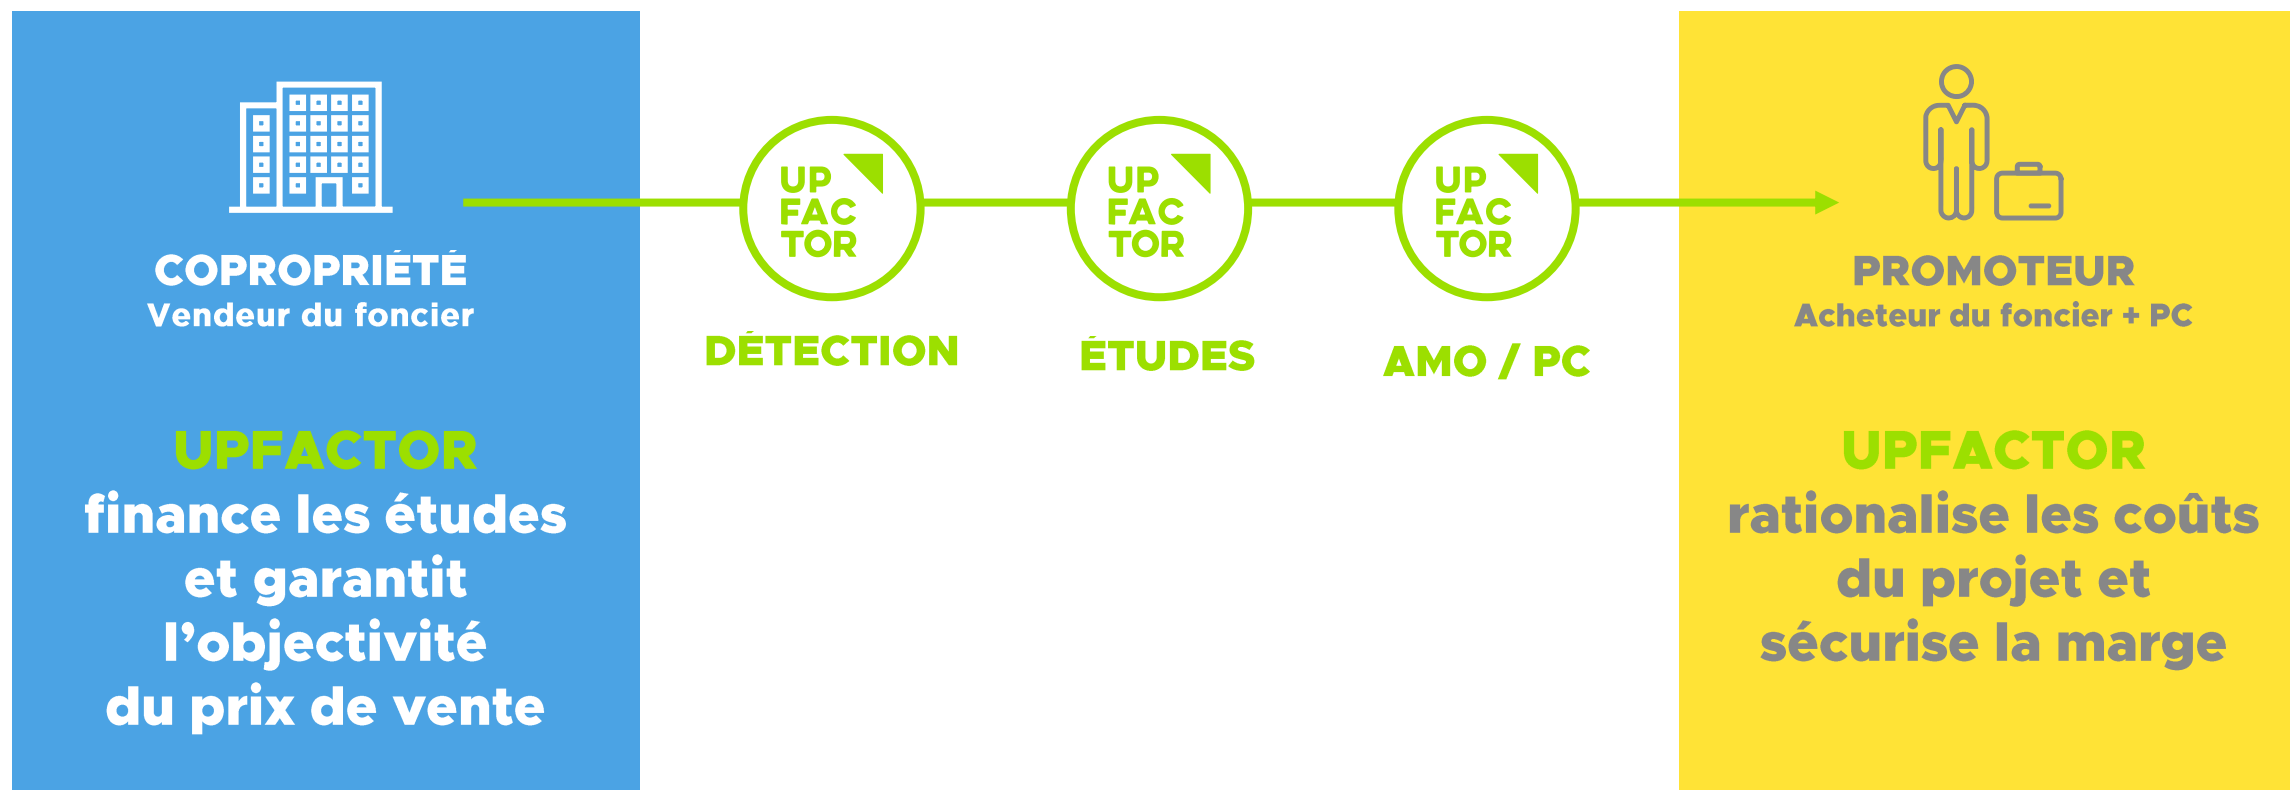 COPROPRIÉTÉ
Vendeur du foncier
UPFACTOR
finance les études
et garantit
l’objectivité
du prix de vente
UP
FAC
TOR
DÉTECTION
UP
FAC
TOR
ÉTUDES
UP
FAC
TOR
AMO / PC
PROMOTEUR
Acheteur du foncier + PC
UPFACTOR
rationalise les coûts
du projet et
sécurise la marge